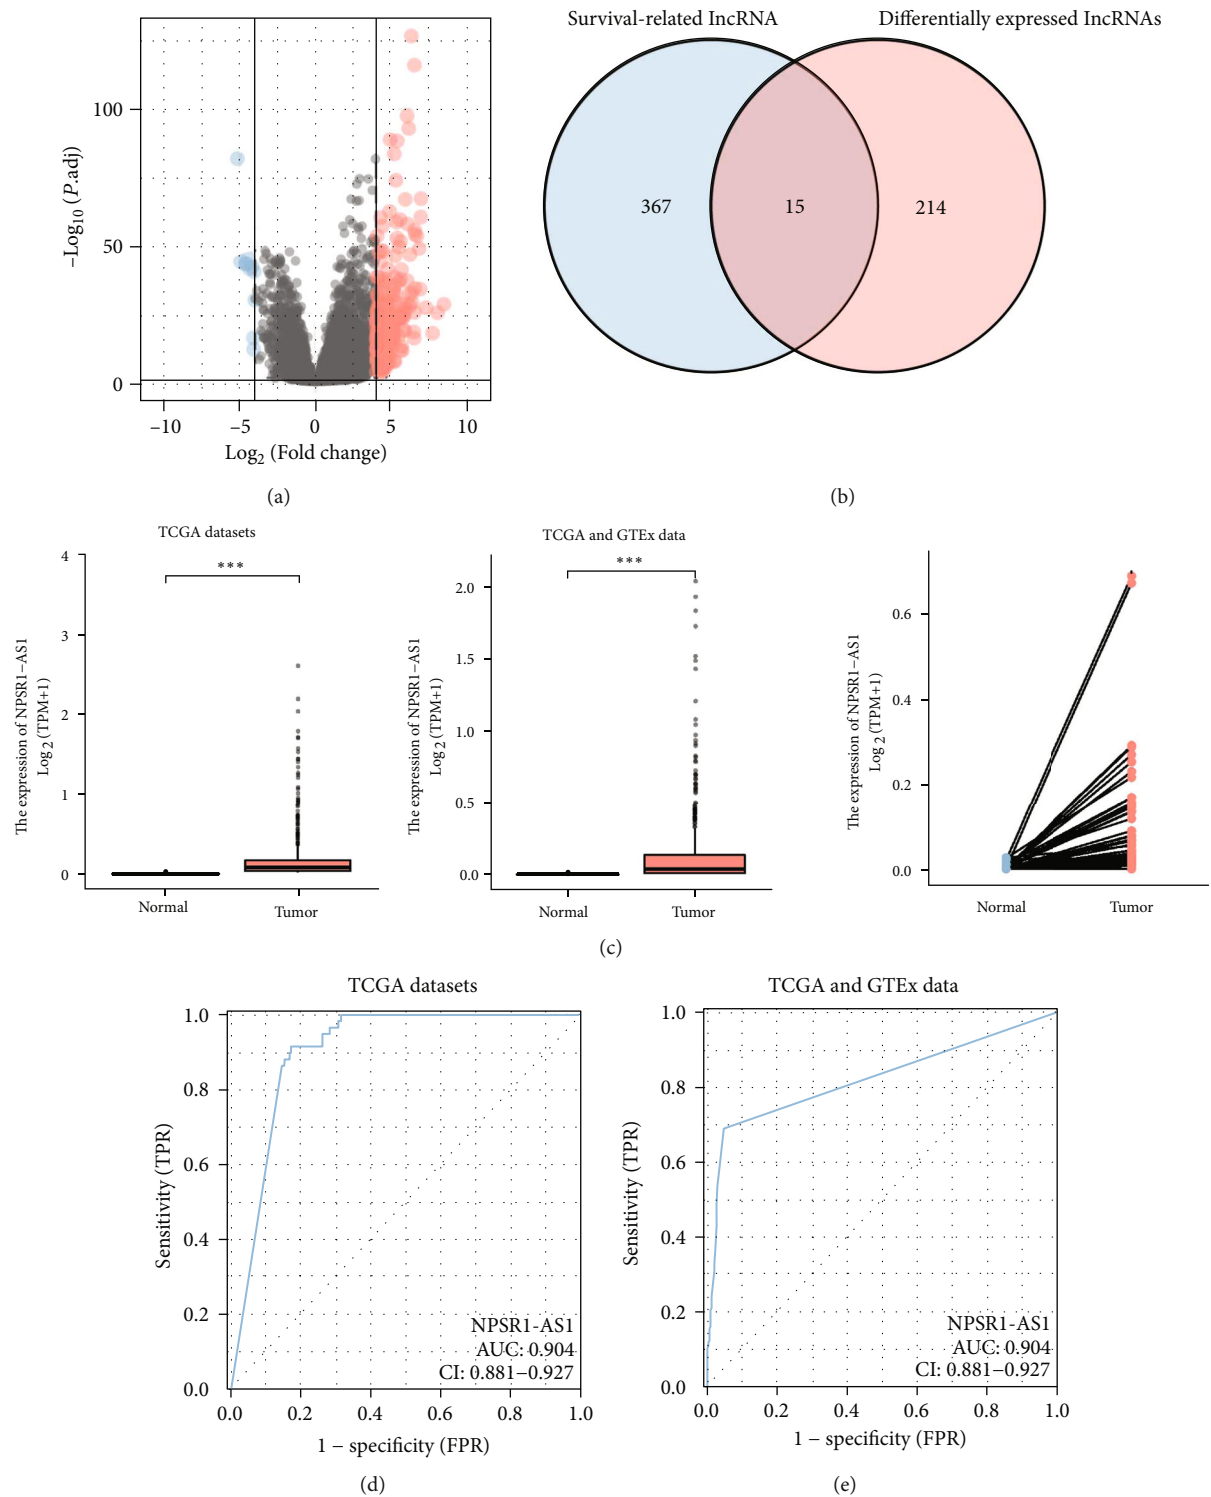 100
50
0
−Log10 (P.adj)
−10 −5 0 5 10
Log2 (Fold change)
(a)
Survival-related IncRNA Differentially expressed IncRNAs
367 15 214
(b)
TCGA datasets
4
3
2
1
0
The expression of NPSR1−AS1
Log 2 (TPM+1)
***
Normal Tumor
TCGA and GTEx data
2.0
1.5
1.0
0.5
0.0
The expression of NPSR1−AS1
Log 2 (TPM+1)
***
Normal Tumor
0.6
0.4
0.2
0.0
The expression of NPSR1−AS1
Log 2 (TPM+1)
Normal Tumor
(c)
TCGA datasets
1.0
0.8
0.6
0.4
0.2
0.0
Sensitivity (TPR)
NPSR1-AS1
AUC: 0.904
CI: 0.881−0.927
0.0 0.2 0.4 0.6 0.8 1.0
1 − specificity (FPR)
(d)
TCGA and GTEx data
1.0
0.8
0.6
0.4
0.2
0.0
Sensitivity (TPR)
NPSR1-AS1
AUC: 0.904
CI: 0.881−0.927
0.0 0.2 0.4 0.6 0.8 1.0
1 − specificity (FPR)
(e)